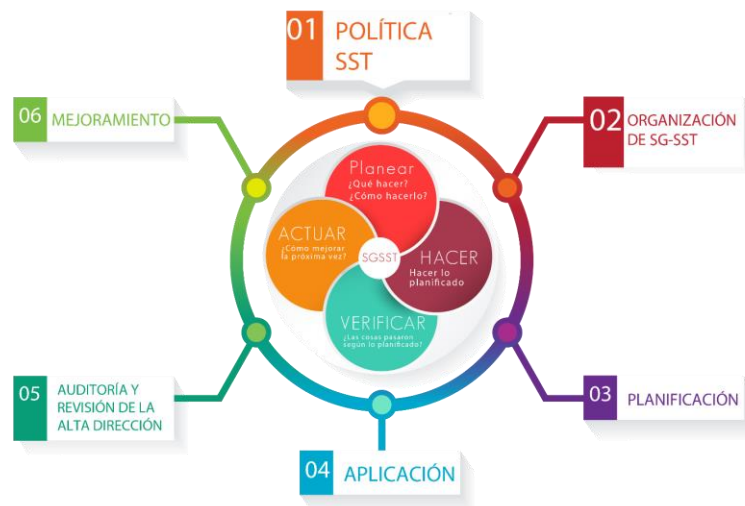 01
POLÍTICA
SST
02
ORGANIZACIÓN
DE SG-SST
03
PLANIFICACIÓN
04
APLICACIÓN
05
AUDITORÍA Y
REVISIÓN DE LA
ALTA DIRECCIÓN
06
MEJORAMIENTO
Planear
¿Qué hacer?
¿Cómo hacerlo?
HACER
Hacer lo
planificado
VERIFICAR
¿Las cosas pasaron
según lo planificado?
ACTUAR
¿Cómo mejorar
la próxima vez?
SGSST